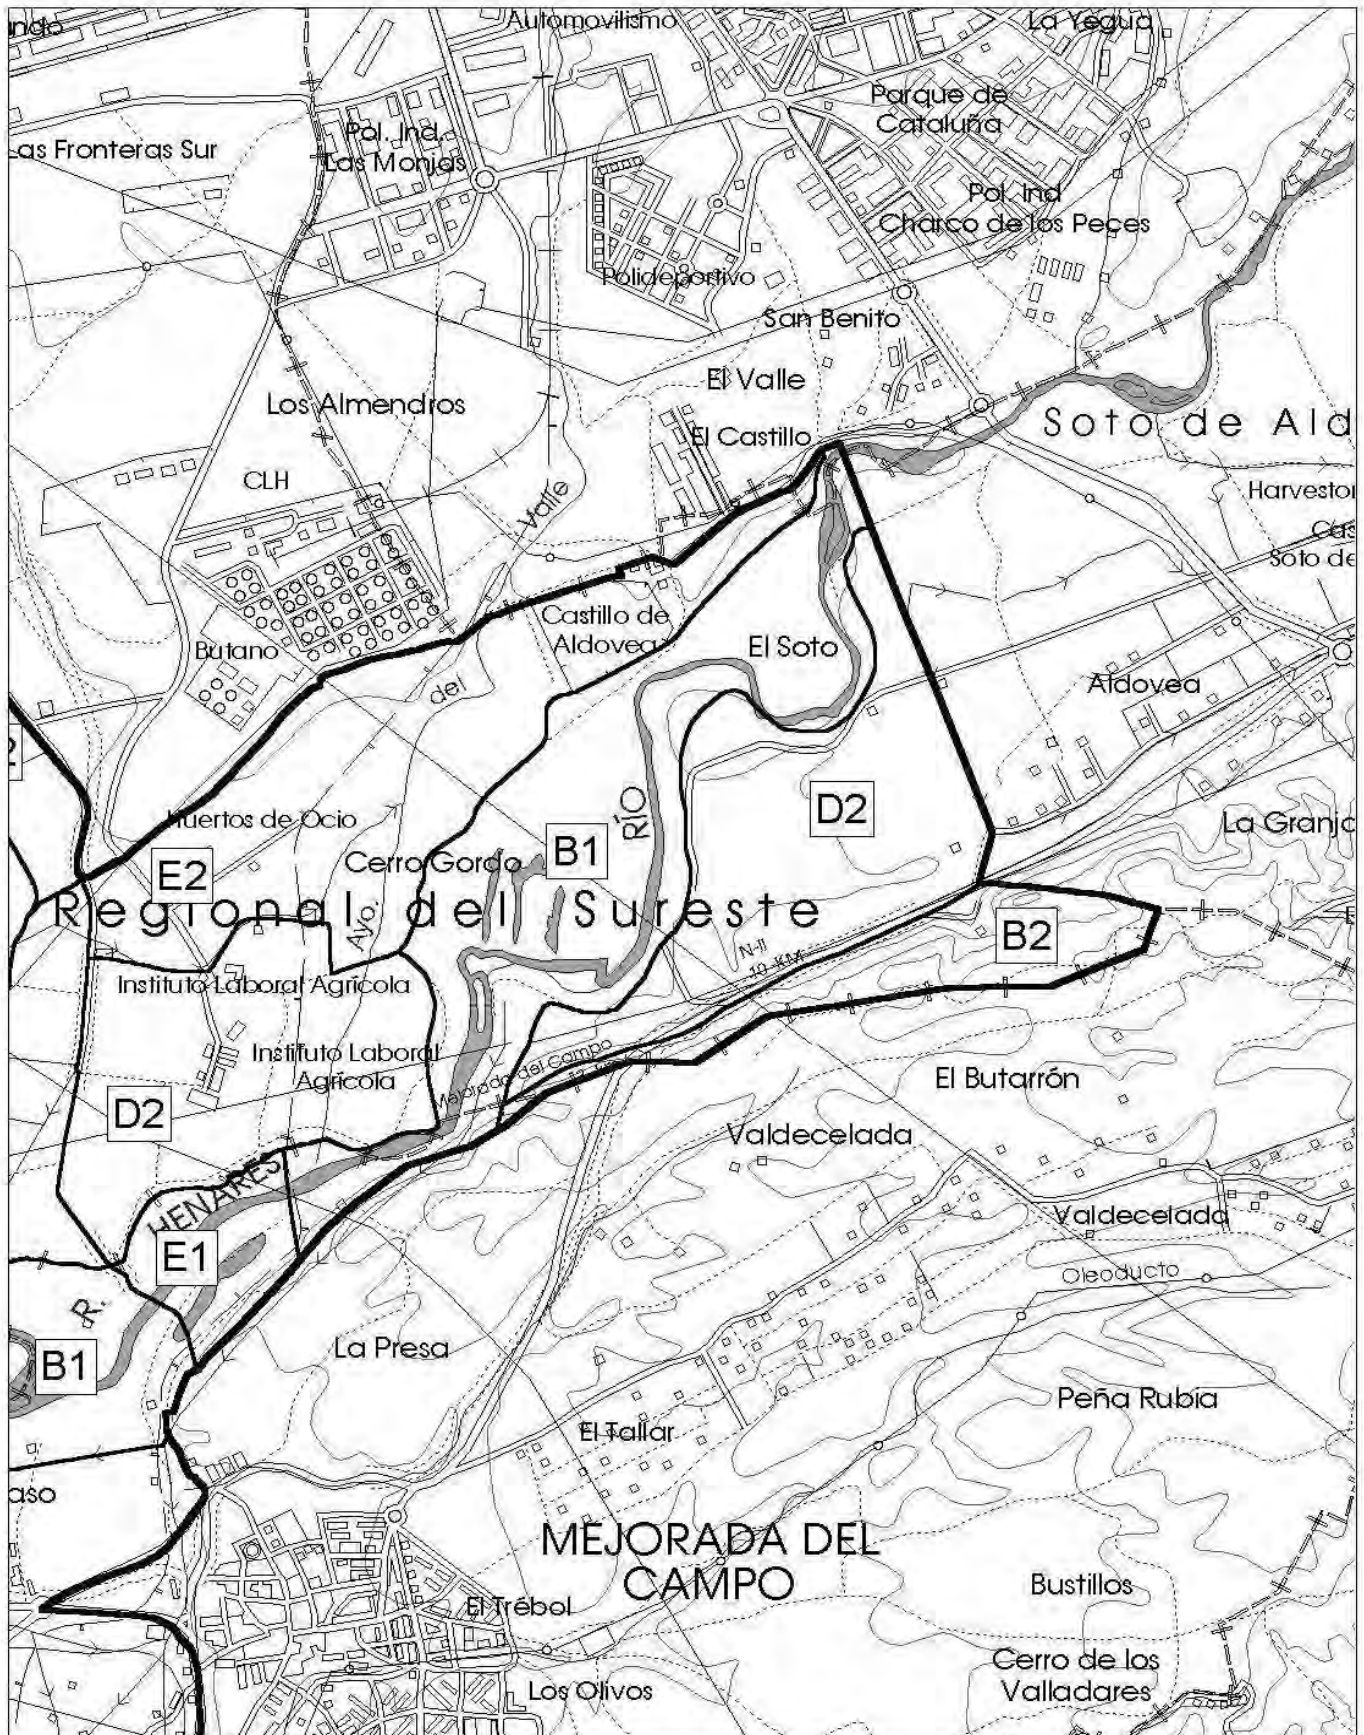 Automovilismo
La Yegua
Parque de
Cataluña
Pol. Ind.
Las Monjas
Las Fronteras Sur
Pol. Ind
Charco de los Peces
Polideportivo
San Benito
El Valle
Los Almendros
El Castillo
Soto de Ald
CLH
Valle
Harvestor
Cas
Soto de
Castillo de
Aldovea
El Soto
Butano
del
Aldovea
RÍO
D2
Huertos de Ocio
La Granja
Cerro Gordo
B1
E2
Regional del Sureste
Ayo.
B2
N-II
10-KM
Instituto Laboral Agrícola
Instituto Laboral
Agrícola
Mejorada del Campo
El Butarrón
D2
Valdecelada
HENARES
Valdecelada
E1
Oleoducto
R.
La Presa
B1
Peña Rubia
El Tallar
aso
MEJORADA DEL
CAMPO
Bustillos
El Trébol
Cerro de los
Valladares
Los Olivos